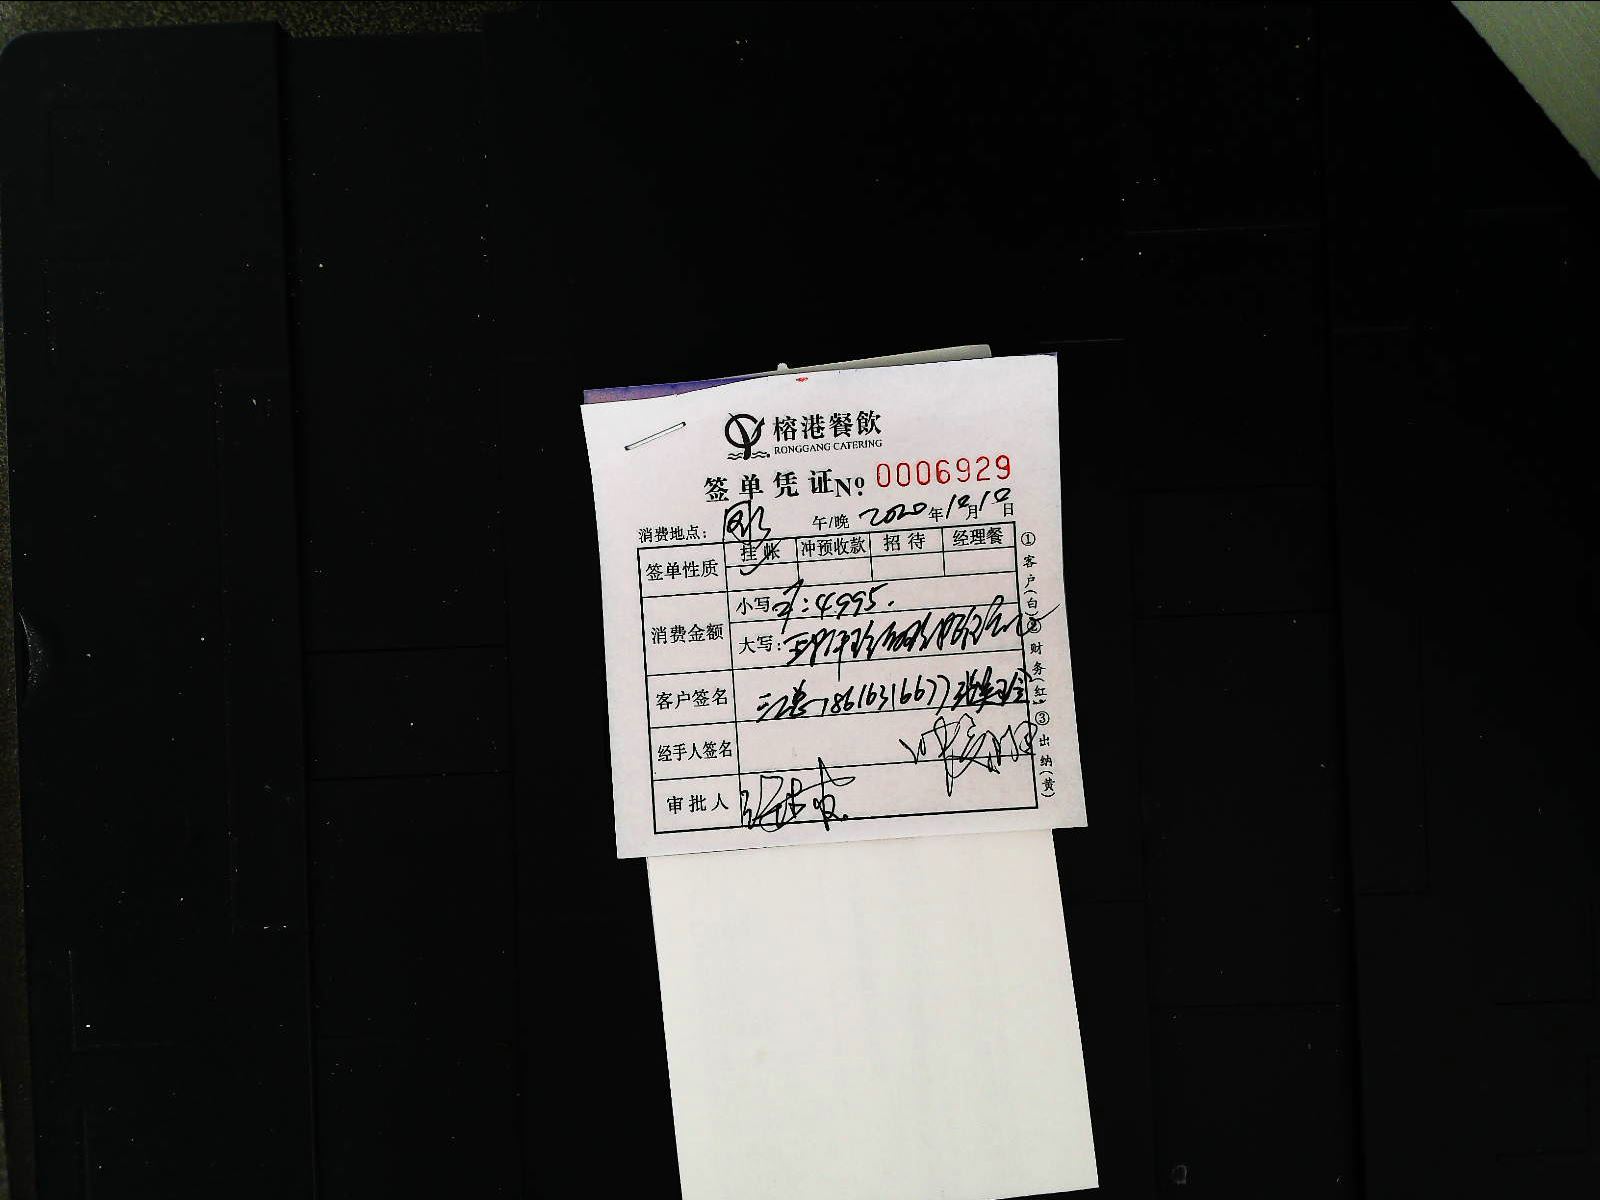 榕港餐飲
RONGGANG CATERING
签单凭证 No. 0006929
消费地点： 午/晚 2020年10月10日
签单性质 挂帐 冲预收款 招待 经理餐
✓
消费金额 小写 ¥:4995.
大写：
客户签名 18616316677
经手人签名
审批人
①客户(白)②财务(红)③出纳(黄)